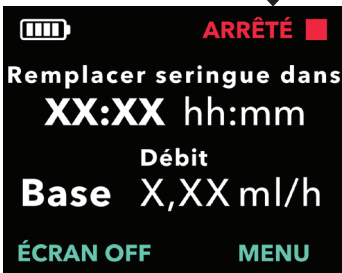 ARRÊTÉ
Remplacer seringue dans
XX:XX hh:mm
Débit
Base X,XX ml/h
ÉCRAN OFF MENU